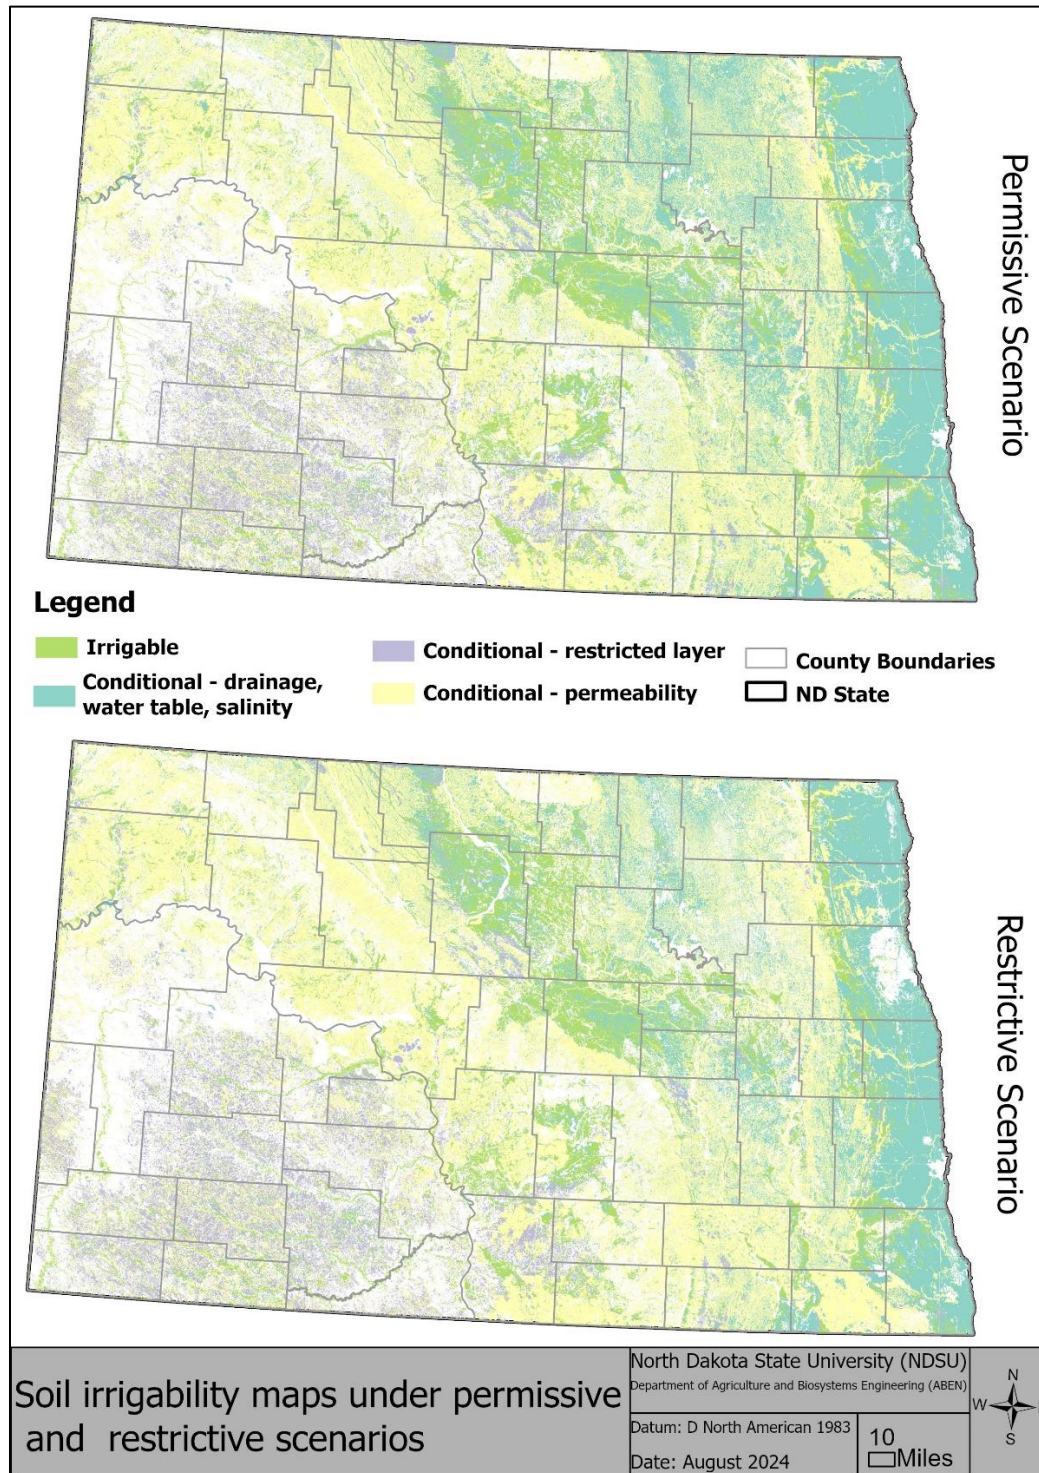 Permissive Scenario
Legend
Irrigable
Conditional - drainage,
water table, salinity
Conditional - restricted layer
Conditional - permeability
County Boundaries
ND State
Restrictive Scenario
Soil irrigability maps under permissive
and restrictive scenarios
North Dakota State University (NDSU)
Department of Agriculture and Biosystems Engineering (ABEN)
Datum: D North American 1983
Date: August 2024
10
Miles
N
W
S